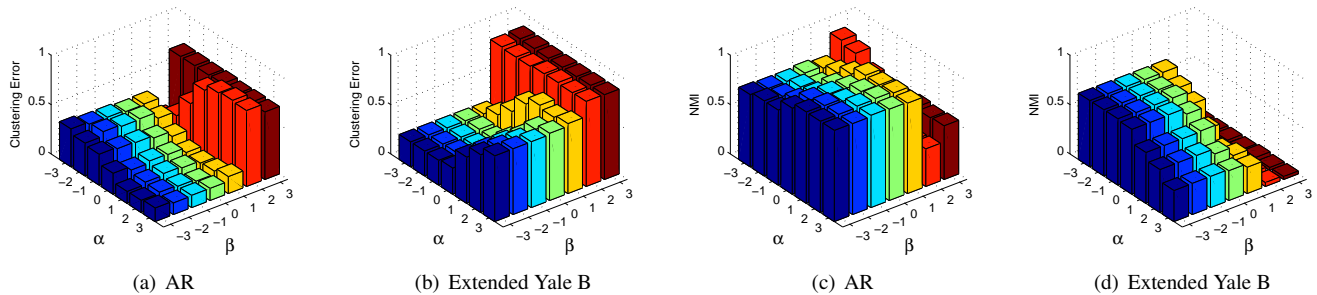 Clustering Error
1
0.5
0
−3 −2 −1 0 1 2 3
α
−3 −2 −1 0 1 2 3
β
(a) AR
Clustering Error
1
0.5
0
−3 −2 −1 0 1 2 3
α
−3 −2 −1 0 1 2 3
β
(b) Extended Yale B
NMI
1
0.5
0
−3 −2 −1 0 1 2 3
α
−3 −2 −1 0 1 2 3
β
(c) AR
NMI
1
0.5
0
−3 −2 −1 0 1 2 3
α
−3 −2 −1 0 1 2 3
β
(d) Extended Yale B